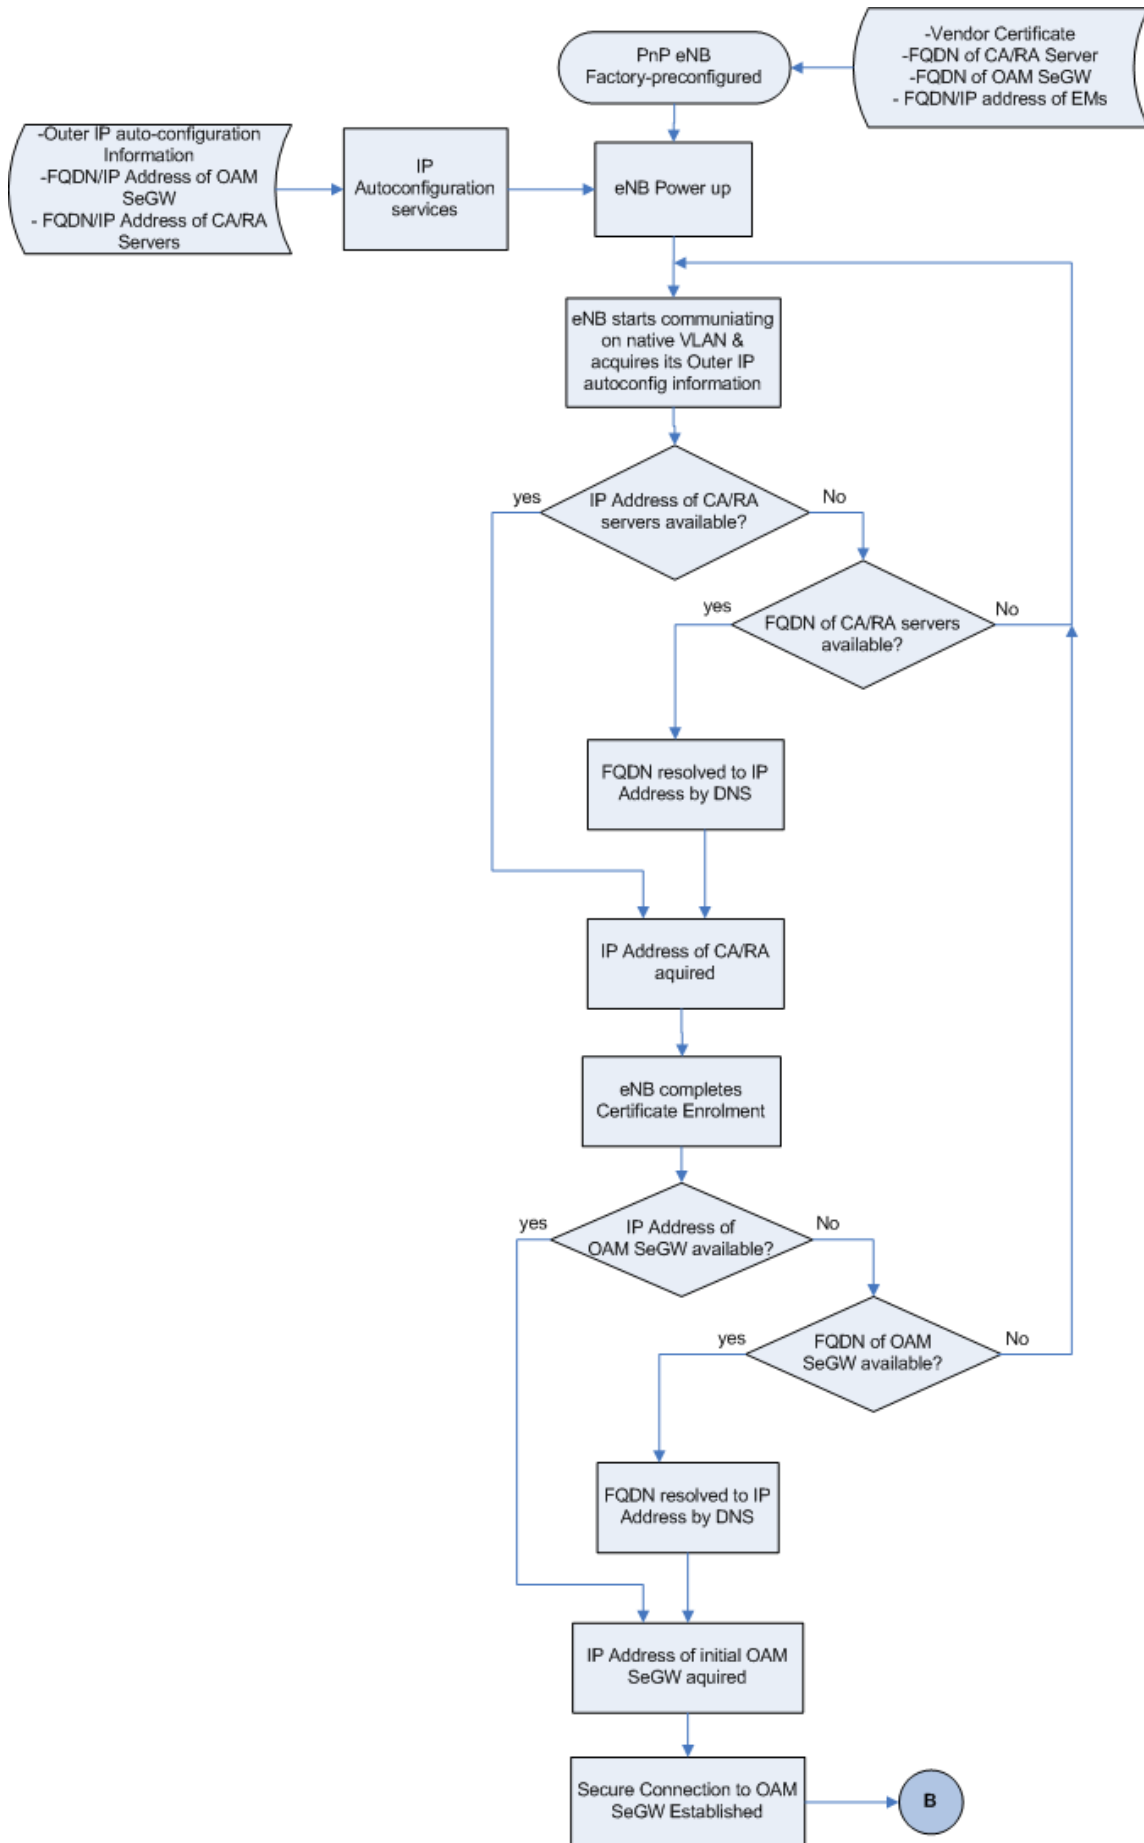 PnP eNB
Factory-preconfigured
-Vendor Certificate
-FQDN of CA/RA Server
-FQDN of OAM SeGW
- FQDN/IP address of EMs
-Outer IP auto-configuration
Information
-FQDN/IP Address of OAM
SeGW
- FQDN/IP Address of CA/RA
Servers
IP
Autoconfiguration
services
eNB Power up
eNB starts communiating
on native VLAN &
acquires its Outer IP
autoconfig information
yes
IP Address of CA/RA
servers available?
No
yes
FQDN of CA/RA servers
available?
No
FQDN resolved to IP
Address by DNS
IP Address of CA/RA
aquired
eNB completes
Certificate Enrolment
yes
IP Address of
OAM SeGW available?
No
yes
FQDN of OAM
SeGW available?
No
FQDN resolved to IP
Address by DNS
IP Address of initial OAM
SeGW aquired
Secure Connection to OAM
SeGW Established
B